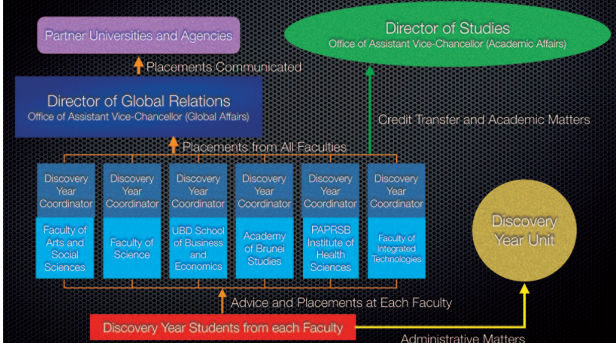 Partner Universities and Agencies
Director of Studies
Office of Assistant Vice-Chancellor (Academic Affairs)
Placements Communicated
Director of Global Relations
Office of Assistant Vice-Chancellor (Global Affairs)
Credit Transfer and Academic Matters
Placements from All Faculties
Discovery
Year
Coordinator
Discovery
Year
Coordinator
Discovery
Year
Coordinator
Discovery
Year
Coordinator
Discovery
Year
Coordinator
Discovery
Year
Coordinator
Faculty of
Arts and
Social
Sciences
Faculty of
Science
UBD School
of Business
and
Economics
Academy
of Brunei
Studies
PAPRSB
Institute of
Health
Sciences
Faculty of
Integrated
Technologies
Discovery
Year Unit
Advice and Placements at Each Faculty
Discovery Year Students from each Faculty
Administrative Matters